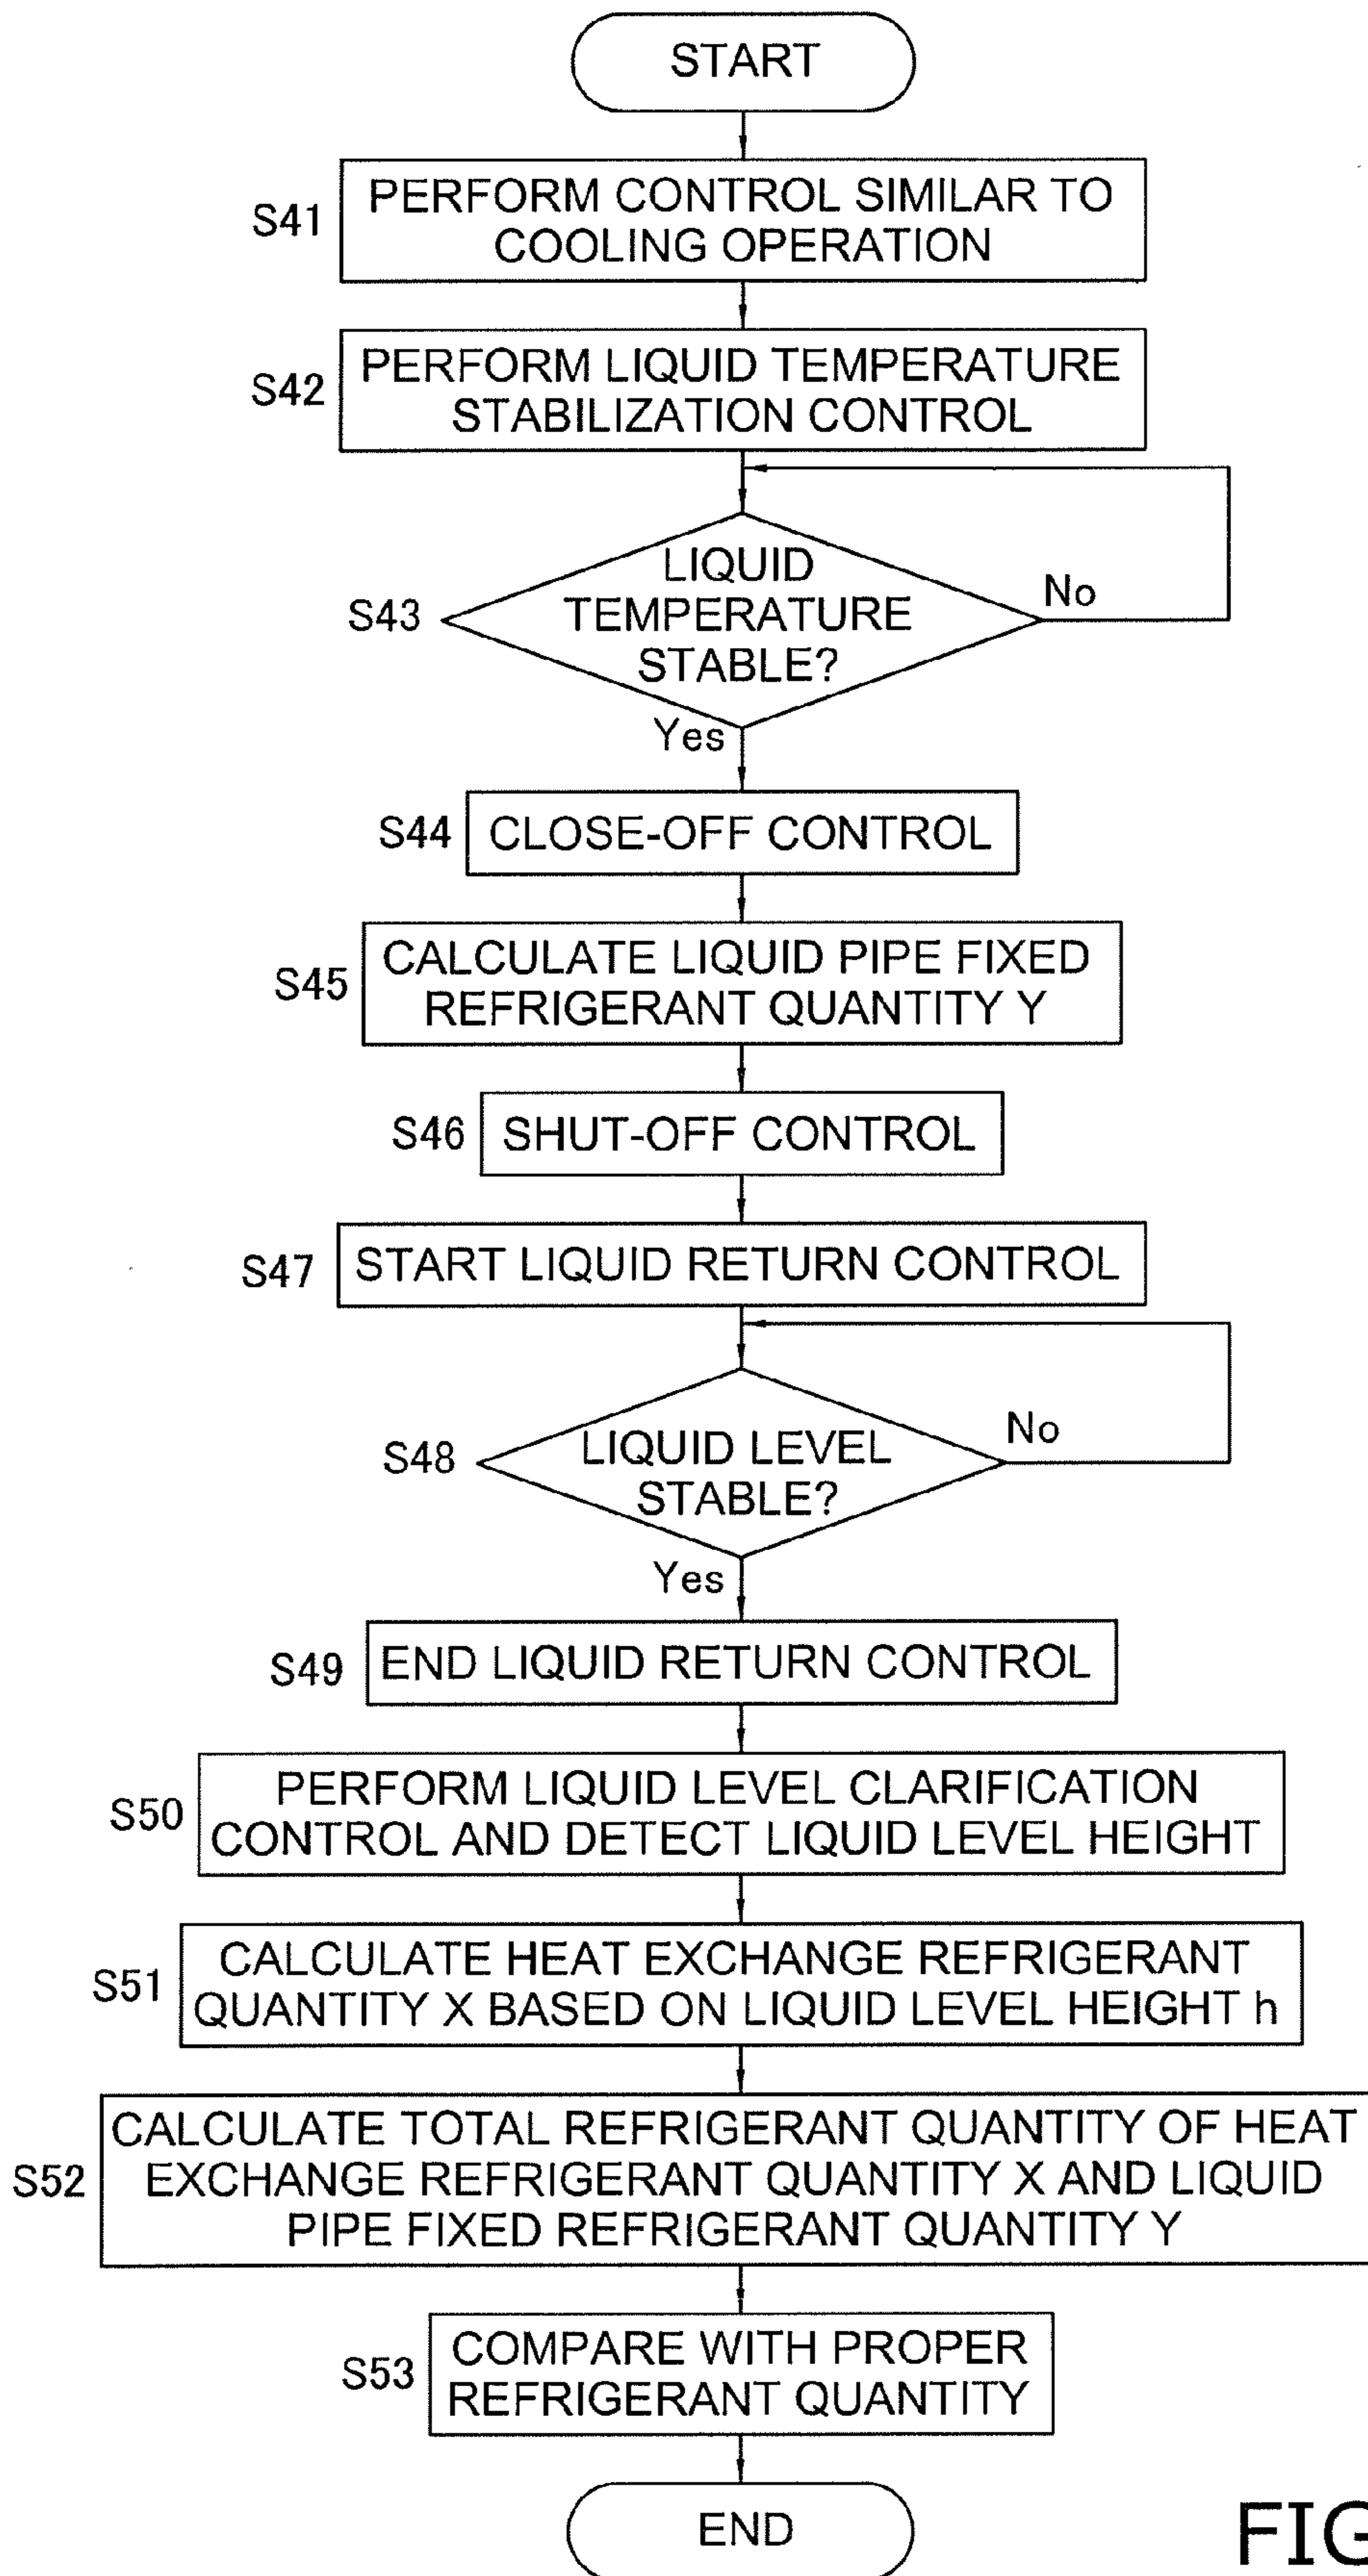 START
S41
PERFORM CONTROL SIMILAR TO
COOLING OPERATION
S42
PERFORM LIQUID TEMPERATURE
STABILIZATION CONTROL
S43
LIQUID
TEMPERATURE
STABLE?
No
Yes
S44
CLOSE-OFF CONTROL
S45
CALCULATE LIQUID PIPE FIXED
REFRIGERANT QUANTITY Y
S46
SHUT-OFF CONTROL
S47
START LIQUID RETURN CONTROL
S48
LIQUID LEVEL
STABLE?
No
Yes
S49
END LIQUID RETURN CONTROL
S50
PERFORM LIQUID LEVEL CLARIFICATION
CONTROL AND DETECT LIQUID LEVEL HEIGHT
S51
CALCULATE HEAT EXCHANGE REFRIGERANT
QUANTITY X BASED ON LIQUID LEVEL HEIGHT h
S52
CALCULATE TOTAL REFRIGERANT QUANTITY OF HEAT
EXCHANGE REFRIGERANT QUANTITY X AND LIQUID
PIPE FIXED REFRIGERANT QUANTITY Y
S53
COMPARE WITH PROPER
REFRIGERANT QUANTITY
END
FIG